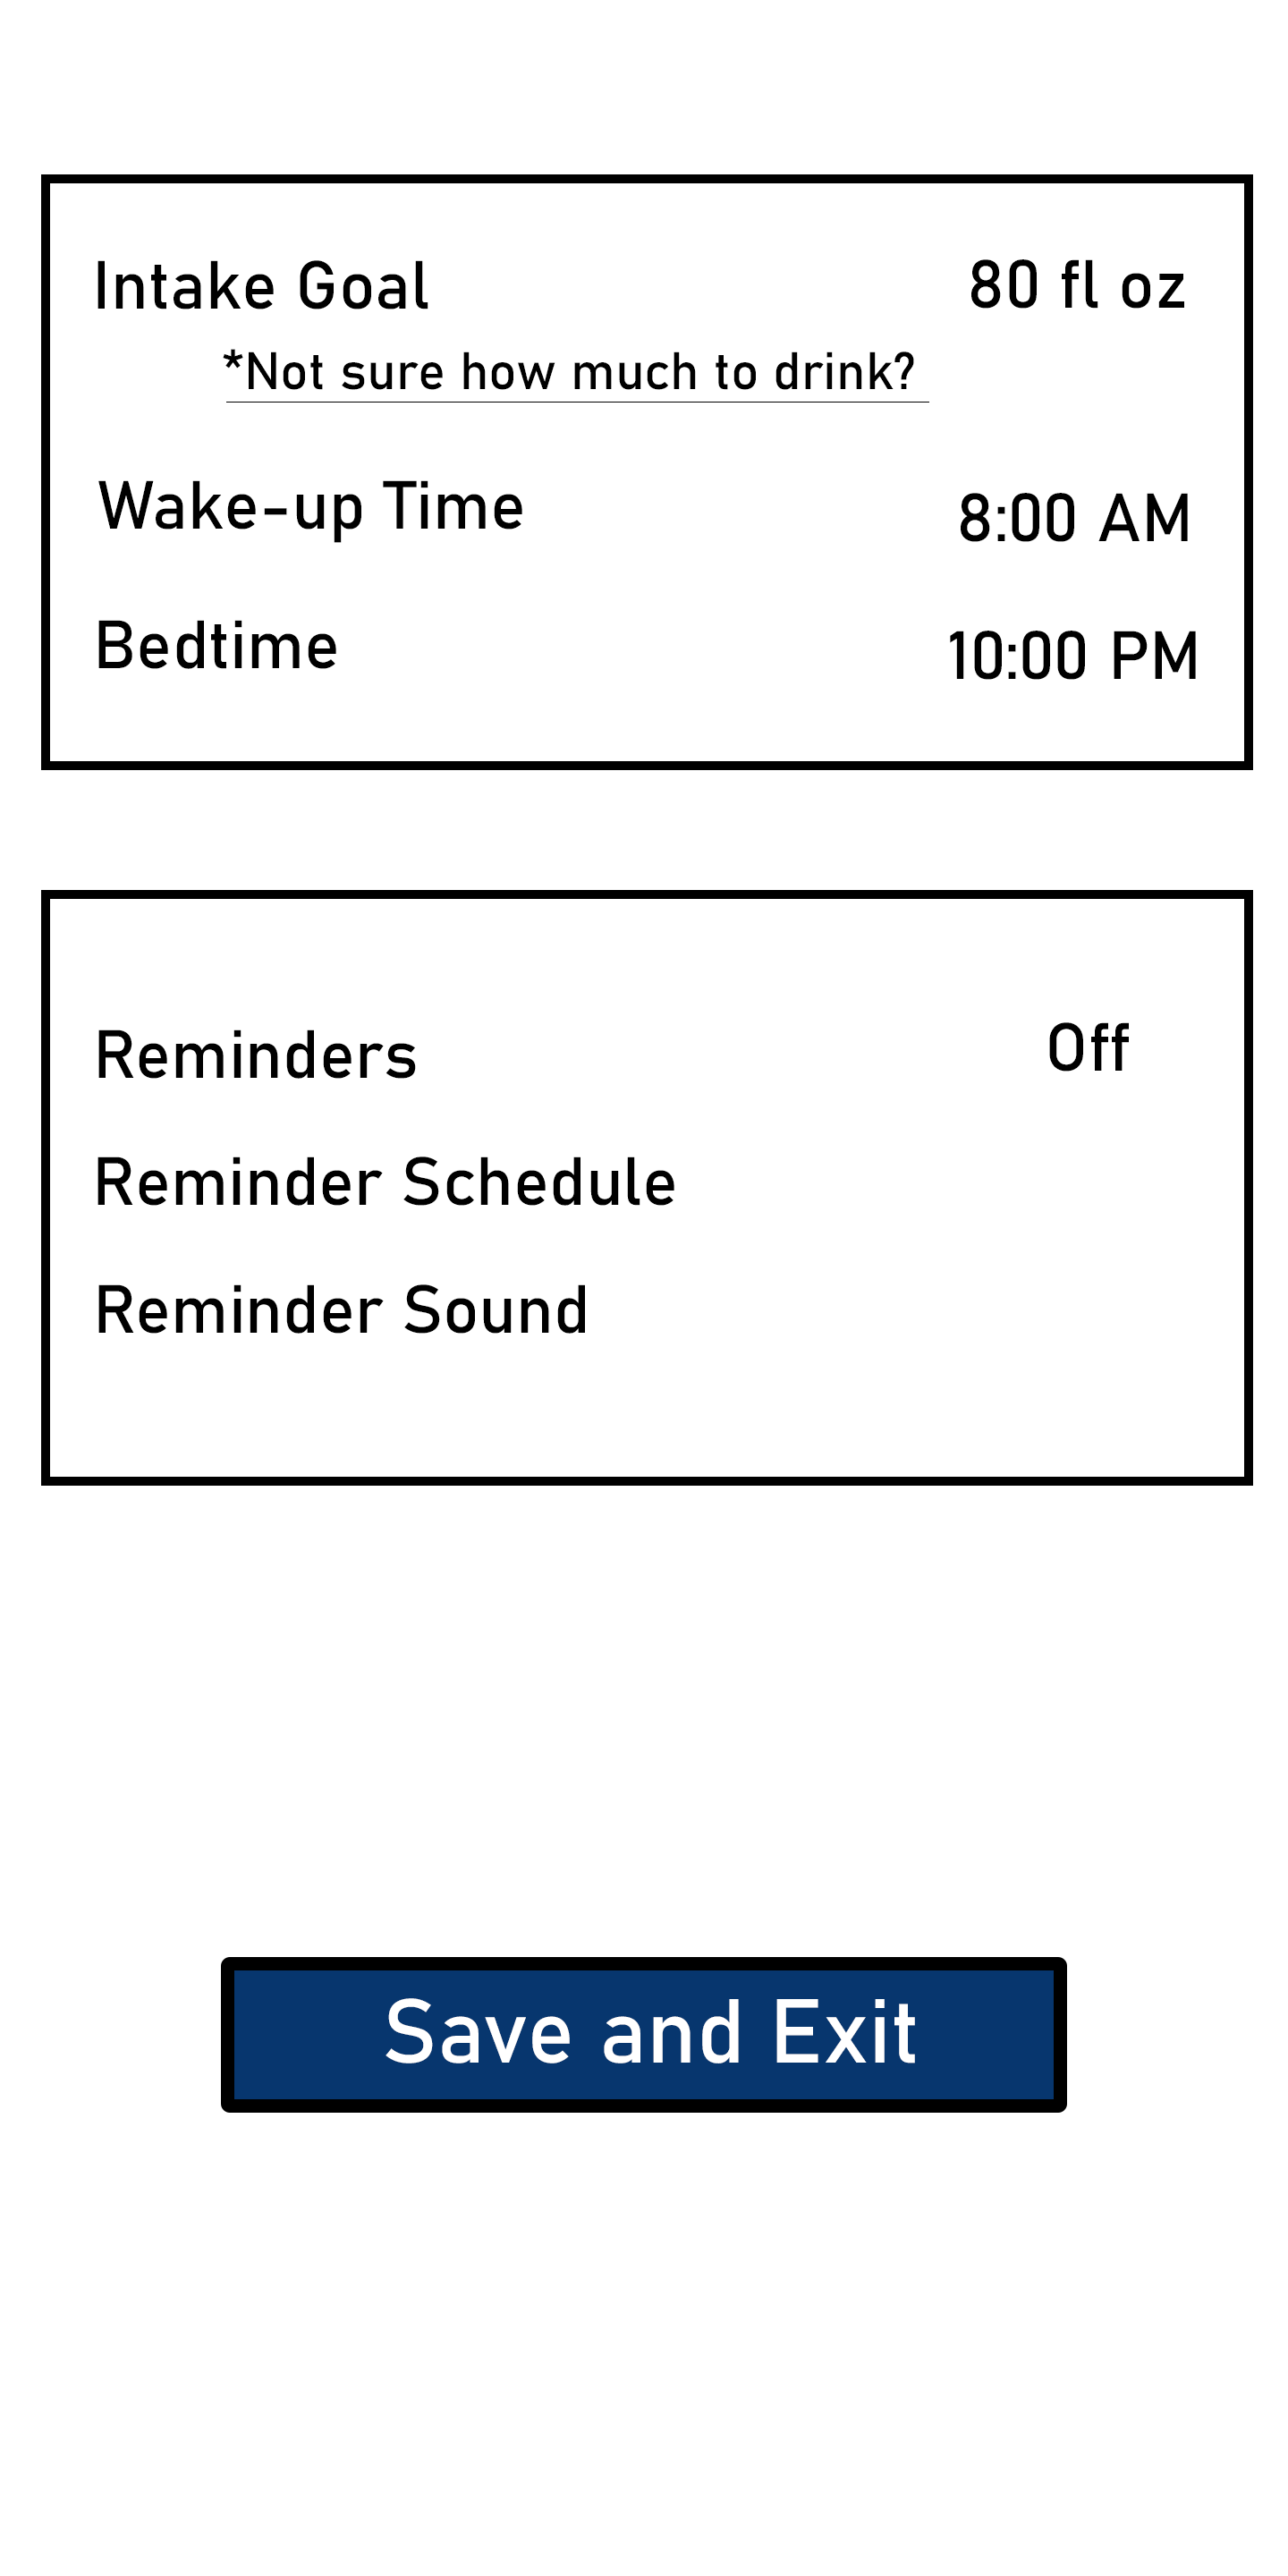 Intake Goal 80 fl oz
*Not sure how much to drink?
Wake-up Time 8:00 AM
Bedtime 10:00 PM
Reminders Off
Reminder Schedule
Reminder Sound
Save and Exit